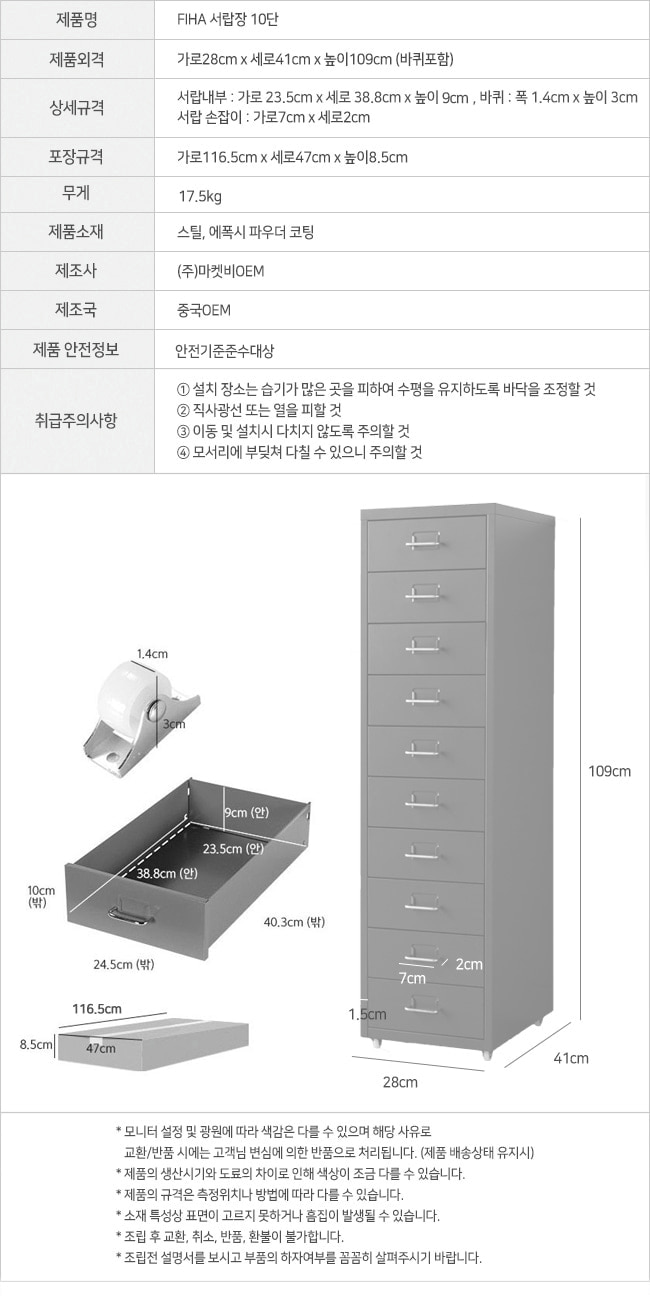 제품명 FIHA 서랍장 10단
제품외격 가로28cm x 세로41cm x 높이109cm (바퀴포함)
상세규격 서랍내부 : 가로 23.5cm x 세로 38.8cm x 높이 9cm , 바퀴 : 폭 1.4cm x 높이 3cm
서랍 손잡이 : 가로7cm x 세로2cm
포장규격 가로116.5cm x 세로47cm x 높이8.5cm
무게 17.5kg
제품소재 스틸, 에폭시 파우더 코팅
제조사 (주)마켓비OEM
제조국 중국OEM
제품 안전정보 안전기준준수대상
취급주의사항
① 설치 장소는 습기가 많은 곳을 피하여 수평을 유지하도록 바닥을 조정할 것
② 직사광선 또는 열을 피할 것
③ 이동 및 설치시 다치지 않도록 주의할 것
④ 모서리에 부딪쳐 다칠 수 있으니 주의할 것
1.4cm
3cm
109cm
9cm (안)
23.5cm (안)
38.8cm (안)
10cm
(밖)
40.3cm (밖)
24.5cm (밖)
2cm
7cm
116.5cm
1.5cm
8.5cm
47cm
41cm
28cm
* 모니터 설정 및 광원에 따라 색감은 다를 수 있으며 해당 사유로
교환/반품 시에는 고객님 변심에 의한 반품으로 처리됩니다. (제품 배송상태 유지시)
* 제품의 생산시기와 도료의 차이로 인해 색상이 조금 다를 수 있습니다.
* 제품의 규격은 측정위치나 방법에 따라 다를 수 있습니다.
* 소재 특성상 표면이 고르지 못하거나 흠집이 발생될 수 있습니다.
* 조립 후 교환, 취소, 반품, 환불이 불가합니다.
* 조립전 설명서를 보시고 부품의 하자여부를 꼼꼼히 살펴주시기 바랍니다.